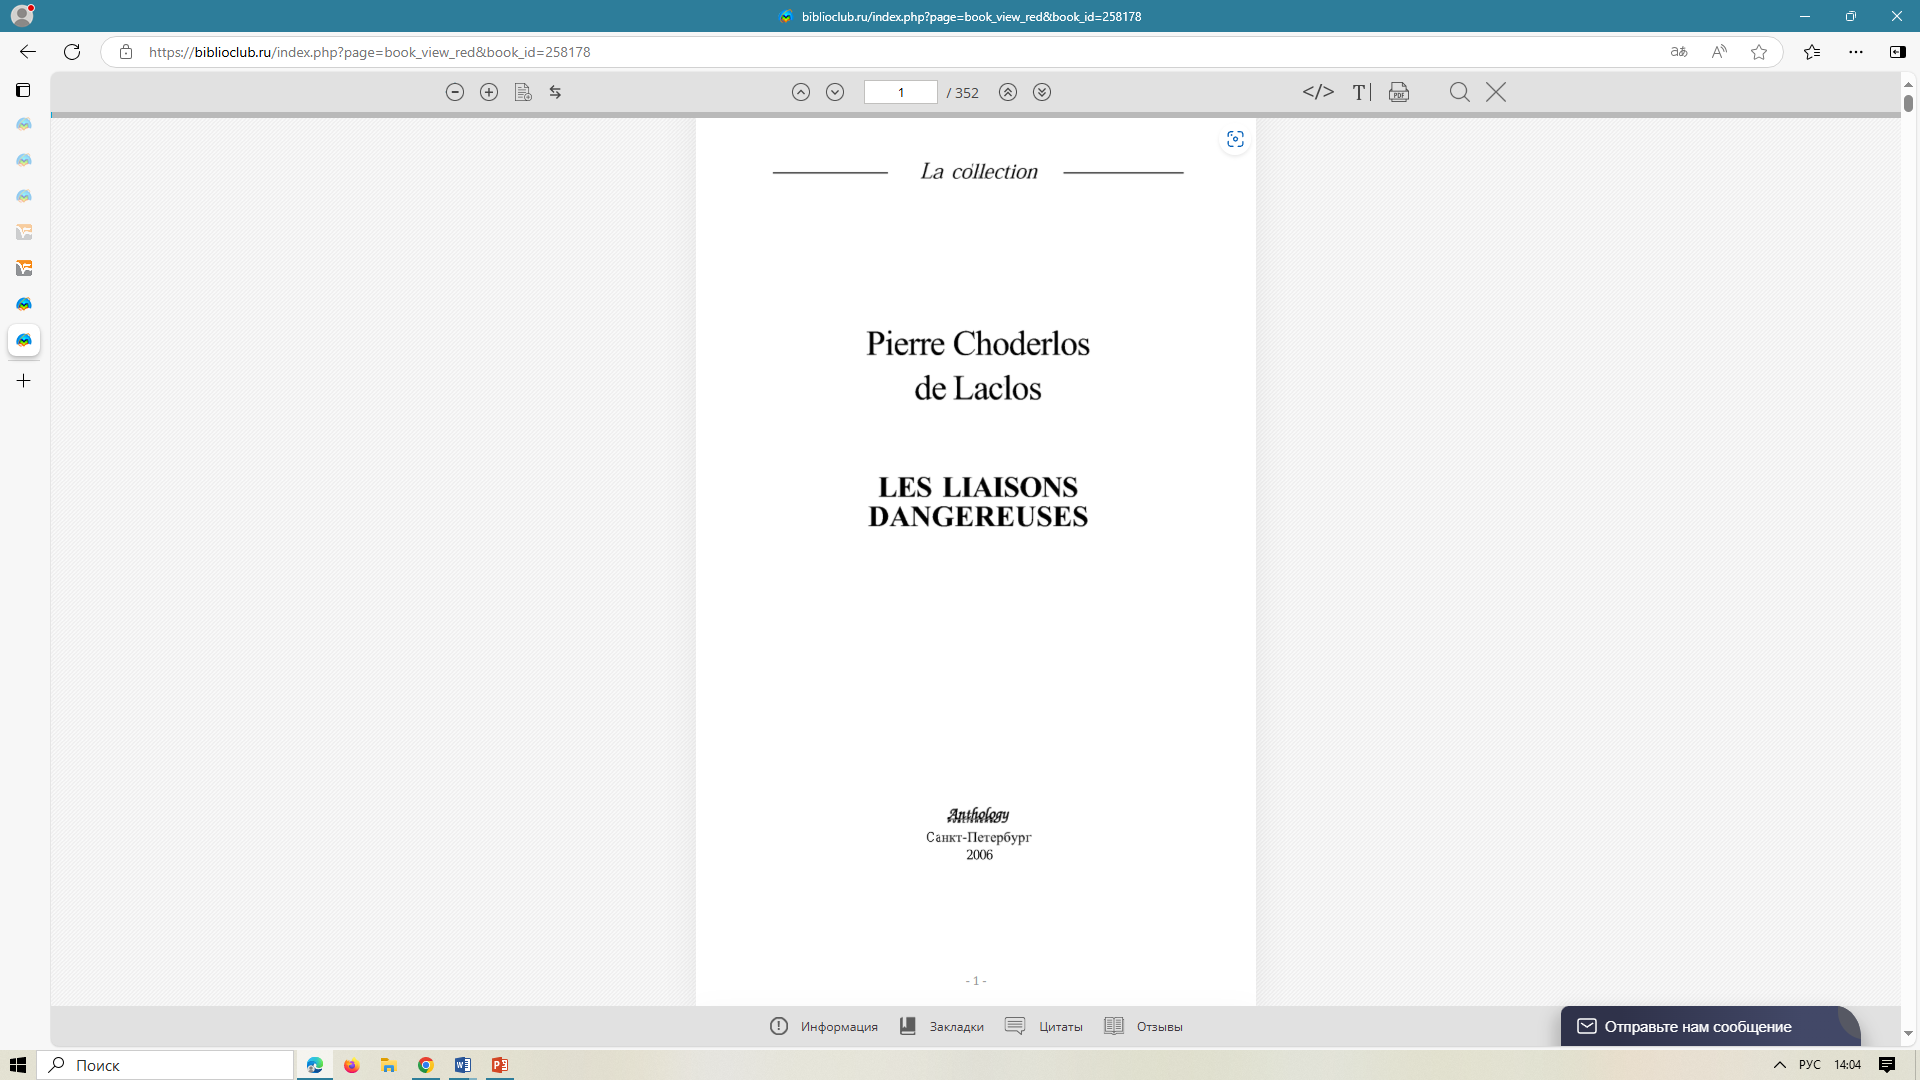 biblioclub.ru/index.php?page=book_view_red&book_id=258178
https://biblioclub.ru/index.php?page=book_view_red&book_id=258178
1 / 352
La collection
Pierre Choderlos
de Laclos
LES LIAISONS
DANGEREUSES
Anthology
Санкт-Петербург
2006
- 1 -
Информация Закладки Цитаты Отзывы
Отправьте нам сообщение
Поиск
РУС 14:04